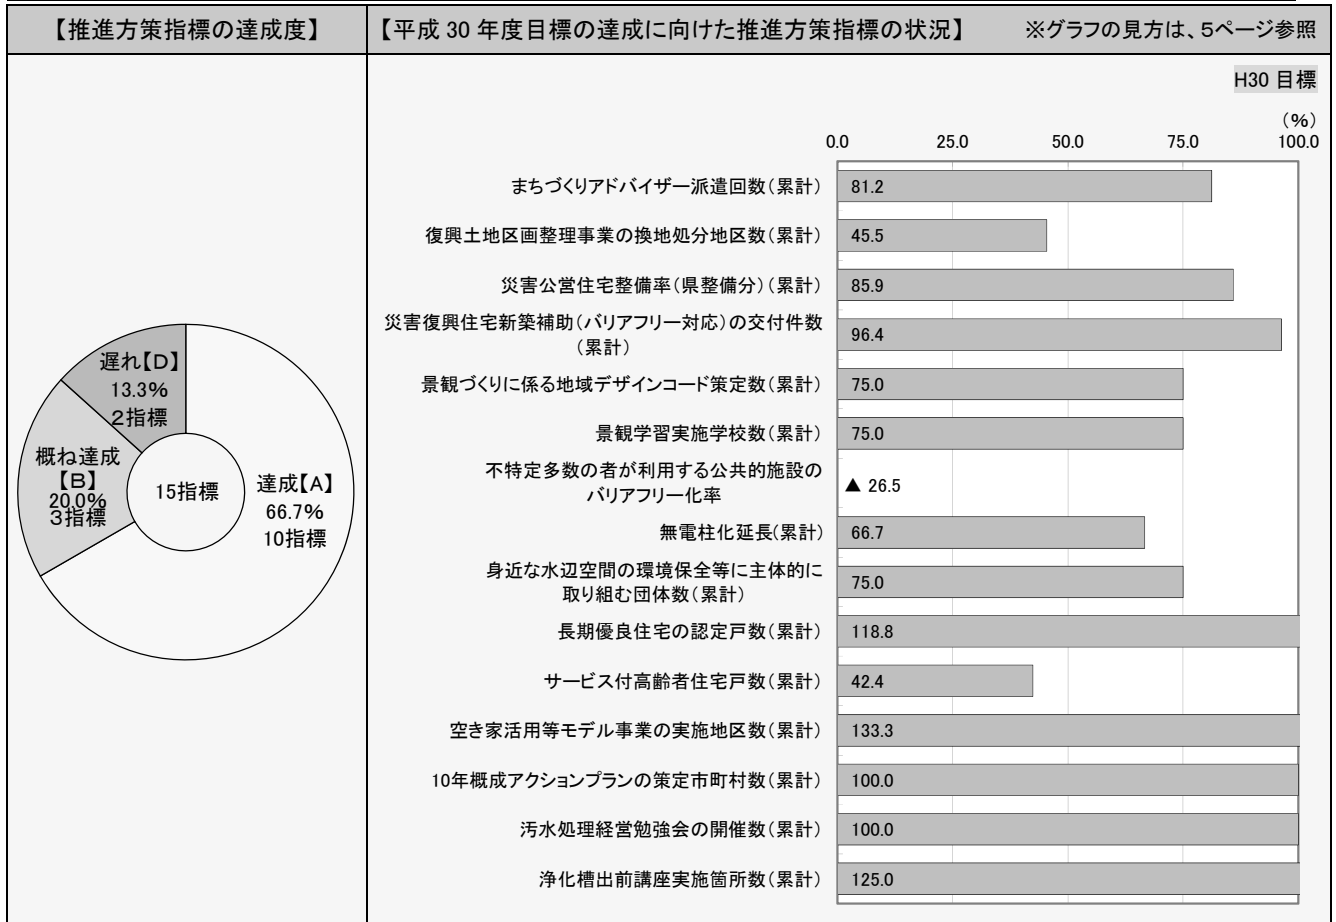 【推進方策指標の達成度】
【平成 30 年度目標の達成に向けた推進方策指標の状況】 ※グラフの見方は、5ページ参照
遅れ【D】
13.3%
2指標
概ね達成
【B】
20.0%
3指標
15指標
達成【A】
66.7%
10指標
H30 目標
(%)
0.0 25.0 50.0 75.0 100.0
まちづくりアドバイザー派遣回数(累計) 81.2
復興土地区画整理事業の換地処分地区数(累計) 45.5
災害公営住宅整備率(県整備分)(累計) 85.9
災害復興住宅新築補助(バリアフリー対応)の交付件数
(累計) 96.4
景観づくりに係る地域デザインコード策定数(累計) 75.0
景観学習実施学校数(累計) 75.0
不特定多数の者が利用する公共的施設の
バリアフリー化率 ▲ 26.5
無電柱化延長(累計) 66.7
身近な水辺空間の環境保全等に主体的に
取り組む団体数(累計) 75.0
長期優良住宅の認定戸数(累計) 118.8
サービス付高齢者住宅戸数(累計) 42.4
空き家活用等モデル事業の実施地区数(累計) 133.3
10年概成アクションプランの策定市町村数(累計) 100.0
汚水処理経営勉強会の開催数(累計) 100.0
浄化槽出前講座実施箇所数(累計) 125.0